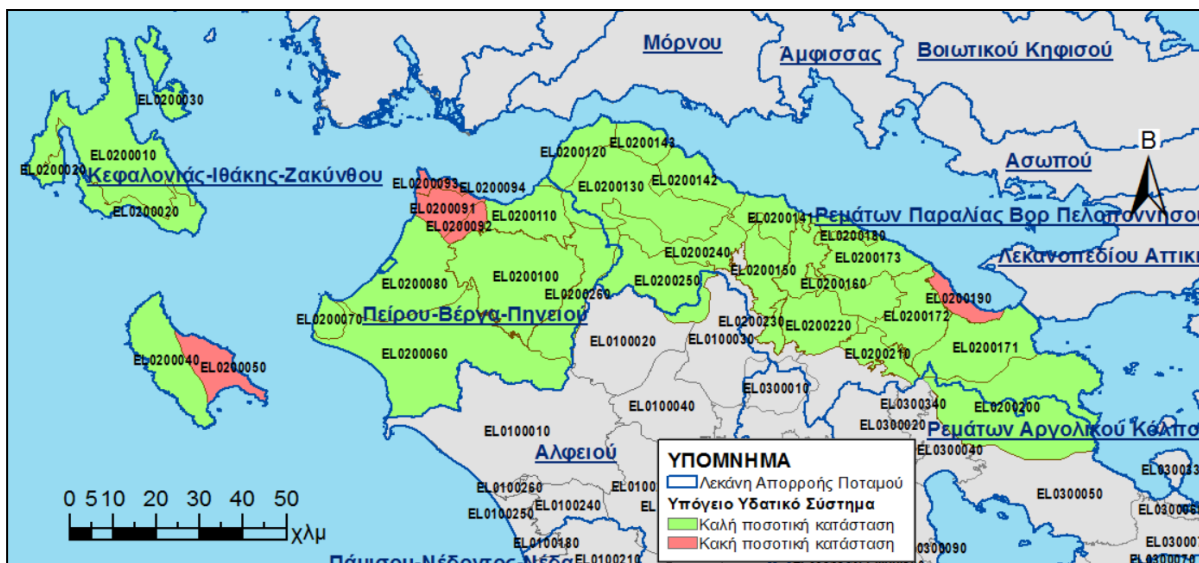 Μόρνου
Άμφισσας
Βοιωτικού Κηφισού
EL0200030
EL0200010
EL0200020
Κεφαλονιάς-Ιθάκης-Ζακύνθου
EL0200020
EL0200120
EL0200143
EL0200130
EL0200142
EL0200093
EL0200094
EL0200091
EL0200092
EL0200110
Ασωπού
Β
EL0200141
Ρεμάτων Παραλίας Βορ Πελοποννήσου
EL0200180
EL0200173
Λεκανοπεδίου Αττικ
EL0200240
EL0200150
EL0200250
EL0200160
EL0200100
EL0200080
EL0200260
EL0200190
EL0200070
Πείρου-Βέργα-Πηνειού
EL0200172
EL0200230
EL0200220
EL0200060
EL0100020
EL0100030
EL0200171
EL0200210
EL0200040
EL0200050
EL0300010
EL0100040
EL0300340
EL0200200
EL0300020
Ρεμάτων Αργολικού Κόλπο
EL0100010
Αλφειού
EL0300040
EL0300050
EL0100260
EL0100250
EL0100240
EL0100180
EL0100210
Πάμισου-Νέδοντος-Νέδα
EL0300090
0 5 10 20 30 40 50
χλμ
ΥΠΟΜΝΗΜΑ
Λεκάνη Απορροής Ποταμού
Υπόγειο Υδατικό Σύστημα
Καλή ποσοτική κατάσταση
Κακή ποσοτική κατάσταση